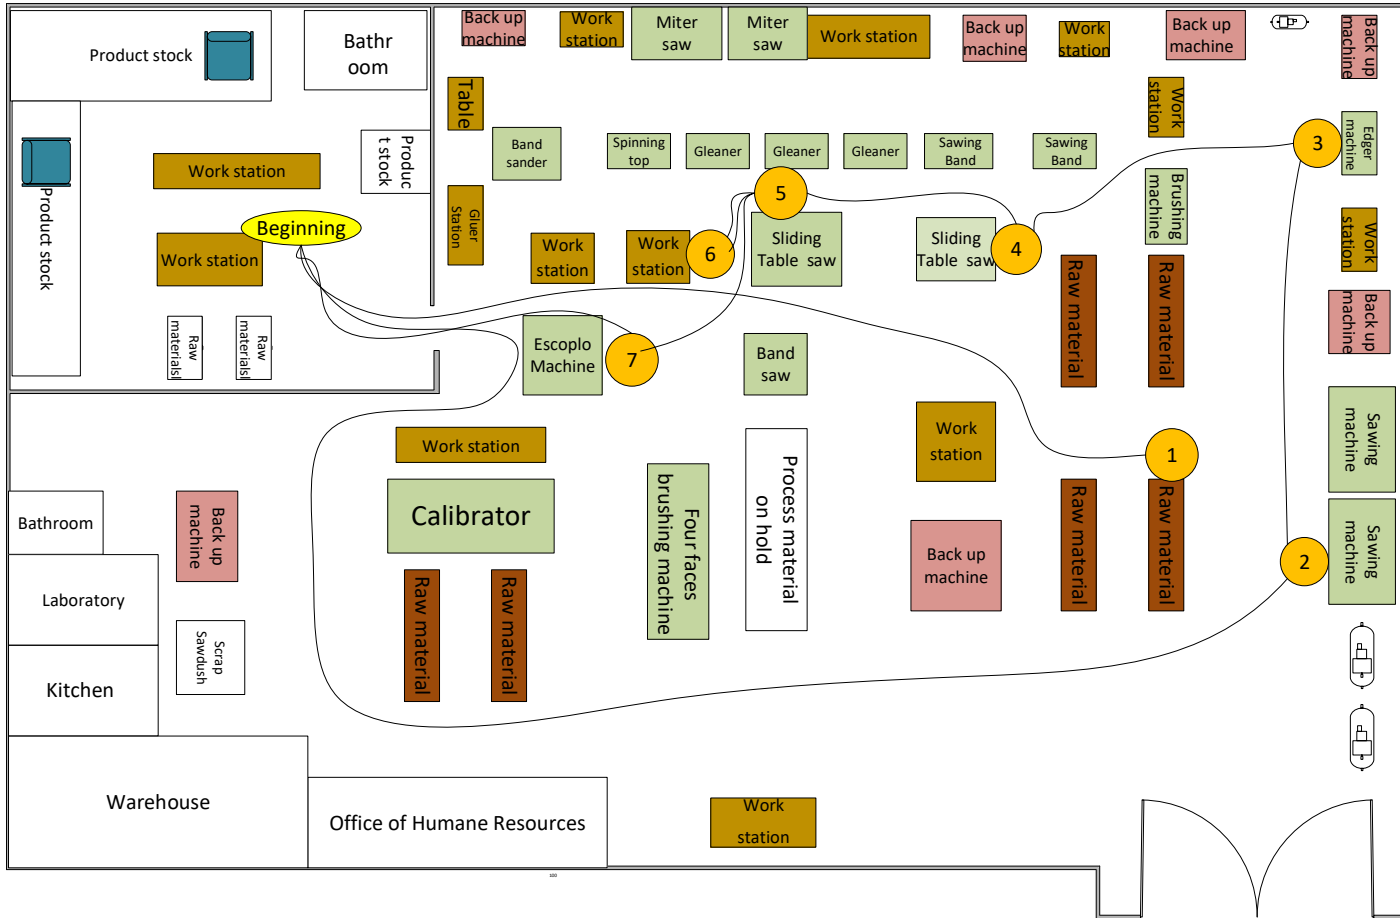 Product stock
Bathr
oom
Back up
machine
Work
station
Miter
saw
Miter
saw
Work station
Back up
machine
Work
station
Back up
machine
Back up
machine
Product stock
Produc
t stock
Work station
Beginning
Work station
Raw
materialsl
Raw
materialsl
Table
Gluer
Station
Band
sander
Spinning
top
Gleaner
Gleaner
Gleaner
Sawing
Band
Sawing
Band
Work
station
3
Edger
machine
5
Brushing
machine
Work
station
Work
station
6
Sliding
Table saw
Sliding
Table saw
4
Work
station
Raw material
Raw material
Back up
machine
Escoplo
Machine
7
Band
saw
Work station
Work
station
1
Sawing
machine
Calibrator
Four faces
brushing machine
Process material
on hold
Raw material
Raw material
Sawing
machine
2
Back up
machine
Back up
machine
Bathroom
Laboratory
Raw material
Raw material
Scrap
Sawdush
Kitchen
Warehouse
Office of Humane Resources
Work
station
100